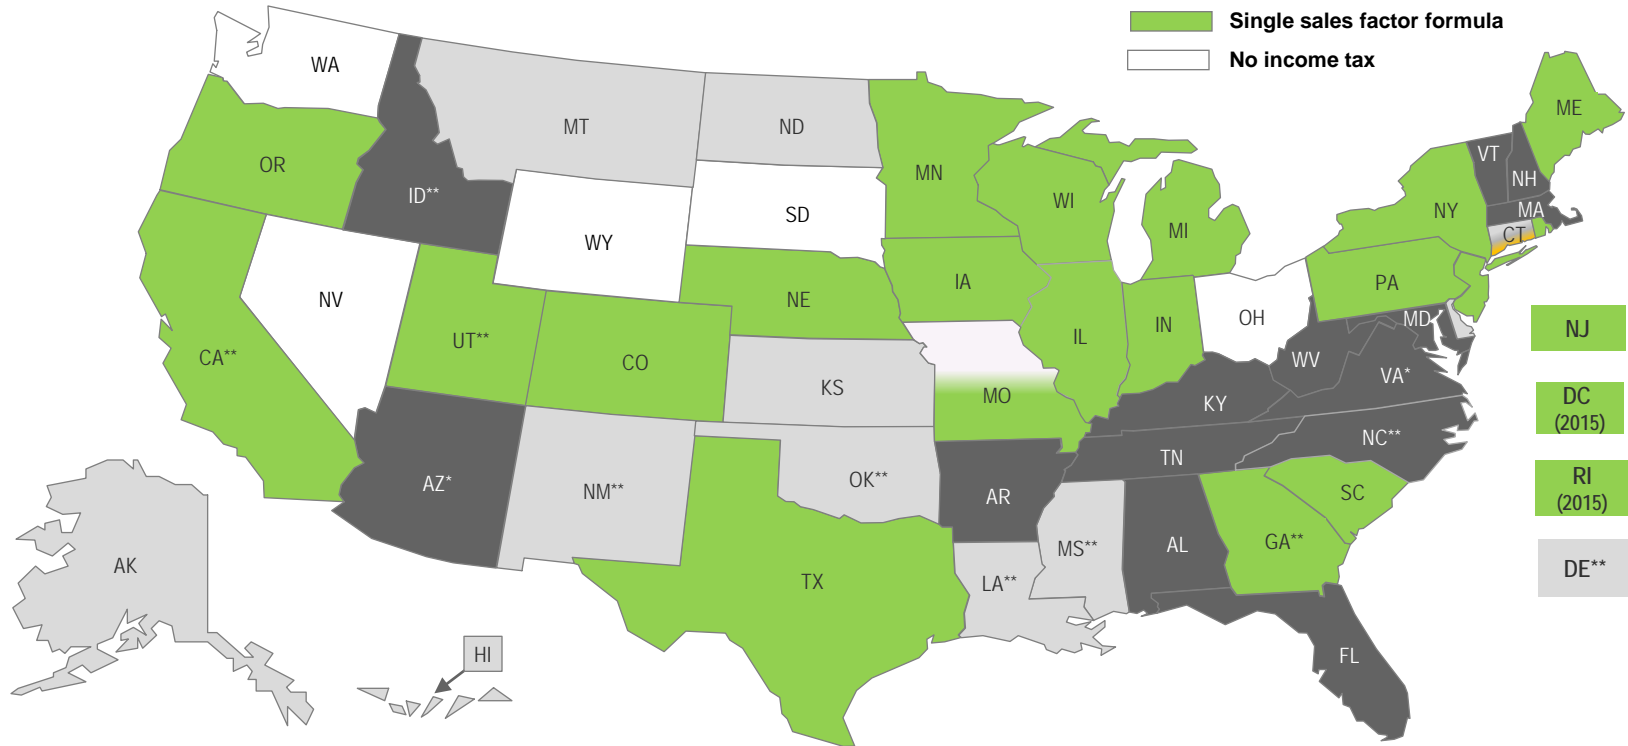 Single sales factor formula
No income tax
WA
MT
ND
MN
ME
VT
NH
OR
ID**
SD
WI
MI
NY
MA
CT
WY
NV
NE
IA
PA
UT**
CO
IL
IN
OH
MD
CA**
KS
MO
WV
VA*
KY
NC**
NJ
DC
(2015)
AZ*
NM**
OK**
AR
TN
SC
RI
(2015)
AK
TX
LA**
MS**
AL
GA**
DE**
HI
FL